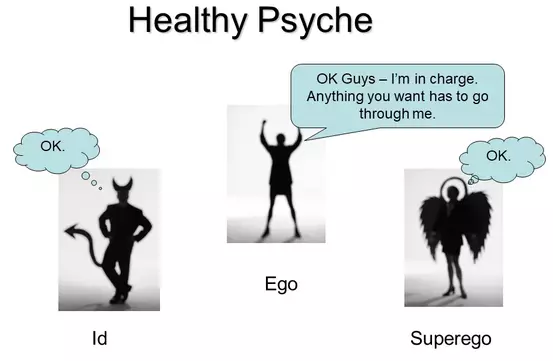 Healthy Psyche
OK Guys – I'm in charge.
Anything you want has to go
through me.
OK.
OK.
Ego
Id
Superego